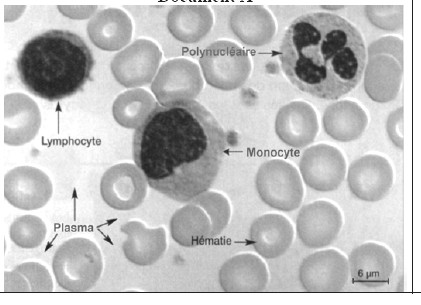 Document A
Polynucléaire
Lymphocyte
Monocyte
Plasma
Hématie
6 µm